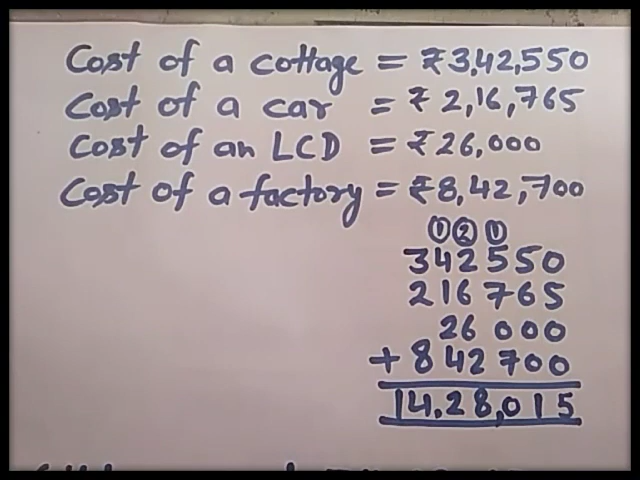 Cost of a cottage = ₹3,42,550
Cost of a car = ₹ 2,16,765
Cost of an LCD = ₹26,000
Cost of a factory = ₹8,42,700
① ② ①
342550
216765
26000
+842700
14,28,015